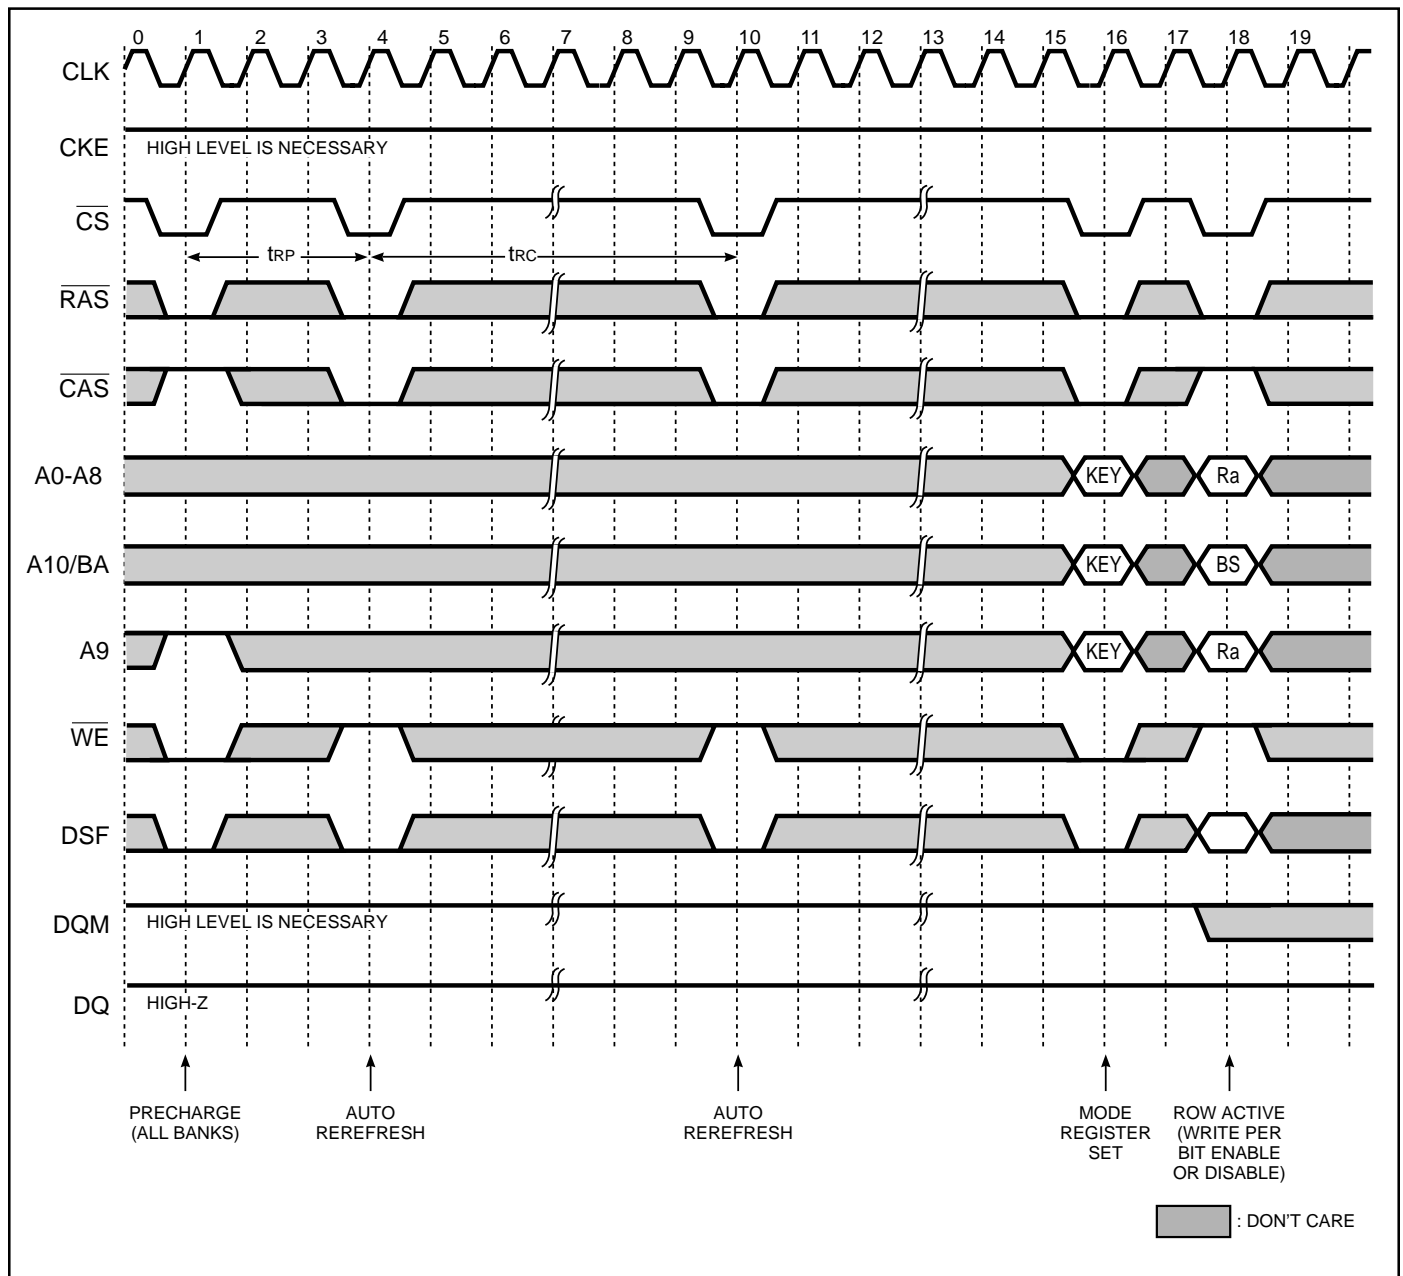 0 1 2 3 4 5 6 7 8 9 10 11 12 13 14 15 16 17 18 19
CLK
CKE HIGH LEVEL IS NECESSARY
CS
tRP tRC
RAS
CAS
A0-A8 KEY Ra
A10/BA KEY BS
A9 KEY Ra
WE
DSF
DQM HIGH LEVEL IS NECESSARY
DQ HIGH-Z
PRECHARGE
(ALL BANKS)
AUTO
REREFRESH
AUTO
REREFRESH
MODE
REGISTER
SET
ROW ACTIVE
(WRITE PER
BIT ENABLE
OR DISABLE)
: DON'T CARE